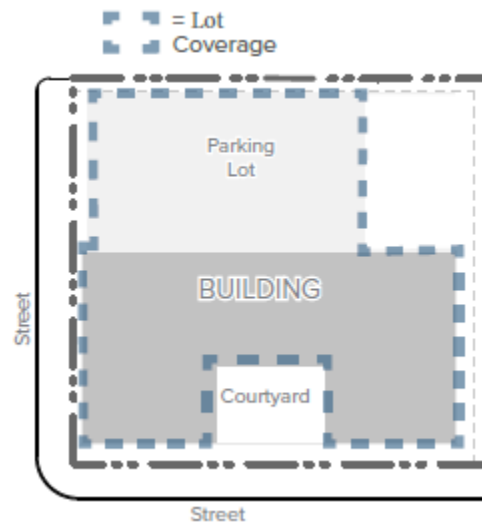 = Lot
Coverage
Parking
Lot
BUILDING
Street
Courtyard
Street